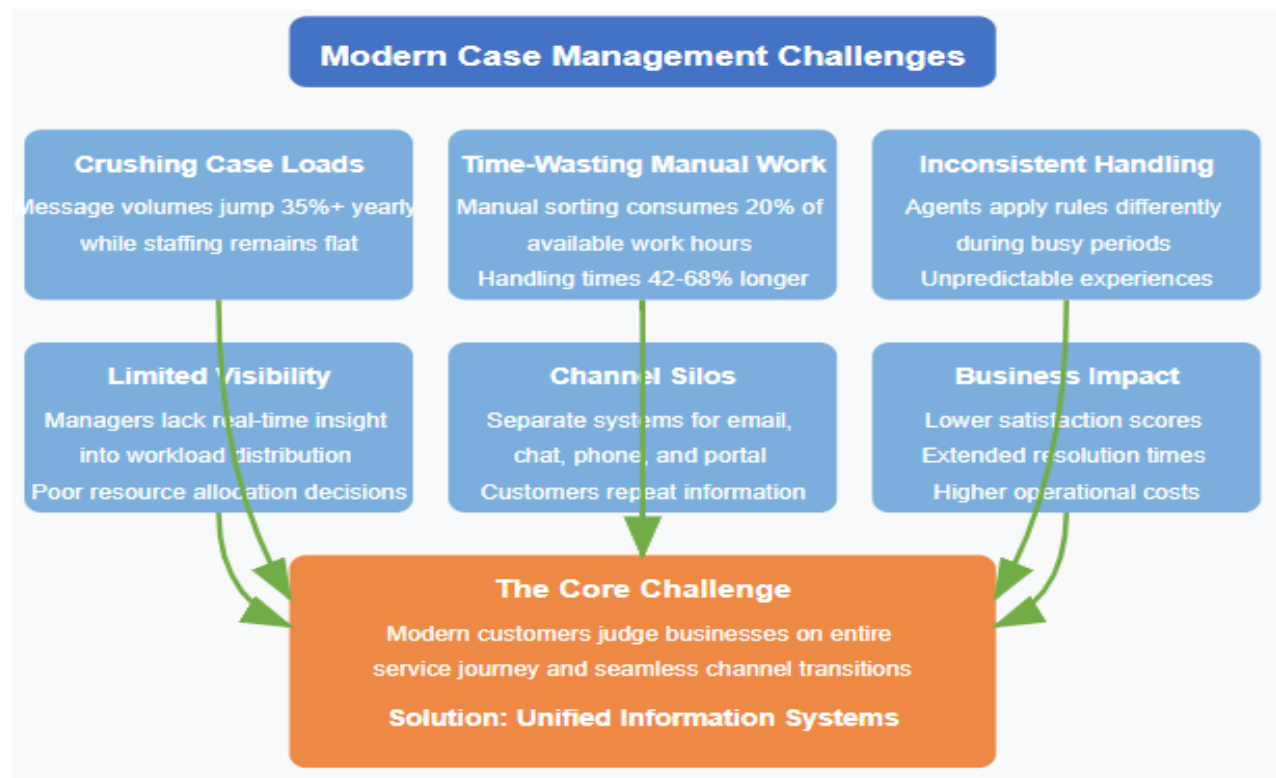 Modern Case Management Challenges
Crushing Case Loads
Message volumes jump 35%+ yearly
while staffing remains flat
Time-Wasting Manual Work
Manual sorting consumes 20% of
available work hours
Handling times 42-68% longer
Inconsistent Handling
Agents apply rules differently
during busy periods
Unpredictable experiences
Limited Visibility
Managers lack real-time insight
into workload distribution
Poor resource allocation decisions
Channel Silos
Separate systems for email,
chat, phone, and portal
Customers repeat information
Business Impact
Lower satisfaction scores
Extended resolution times
Higher operational costs
The Core Challenge
Modern customers judge businesses on entire
service journey and seamless channel transitions
Solution: Unified Information Systems